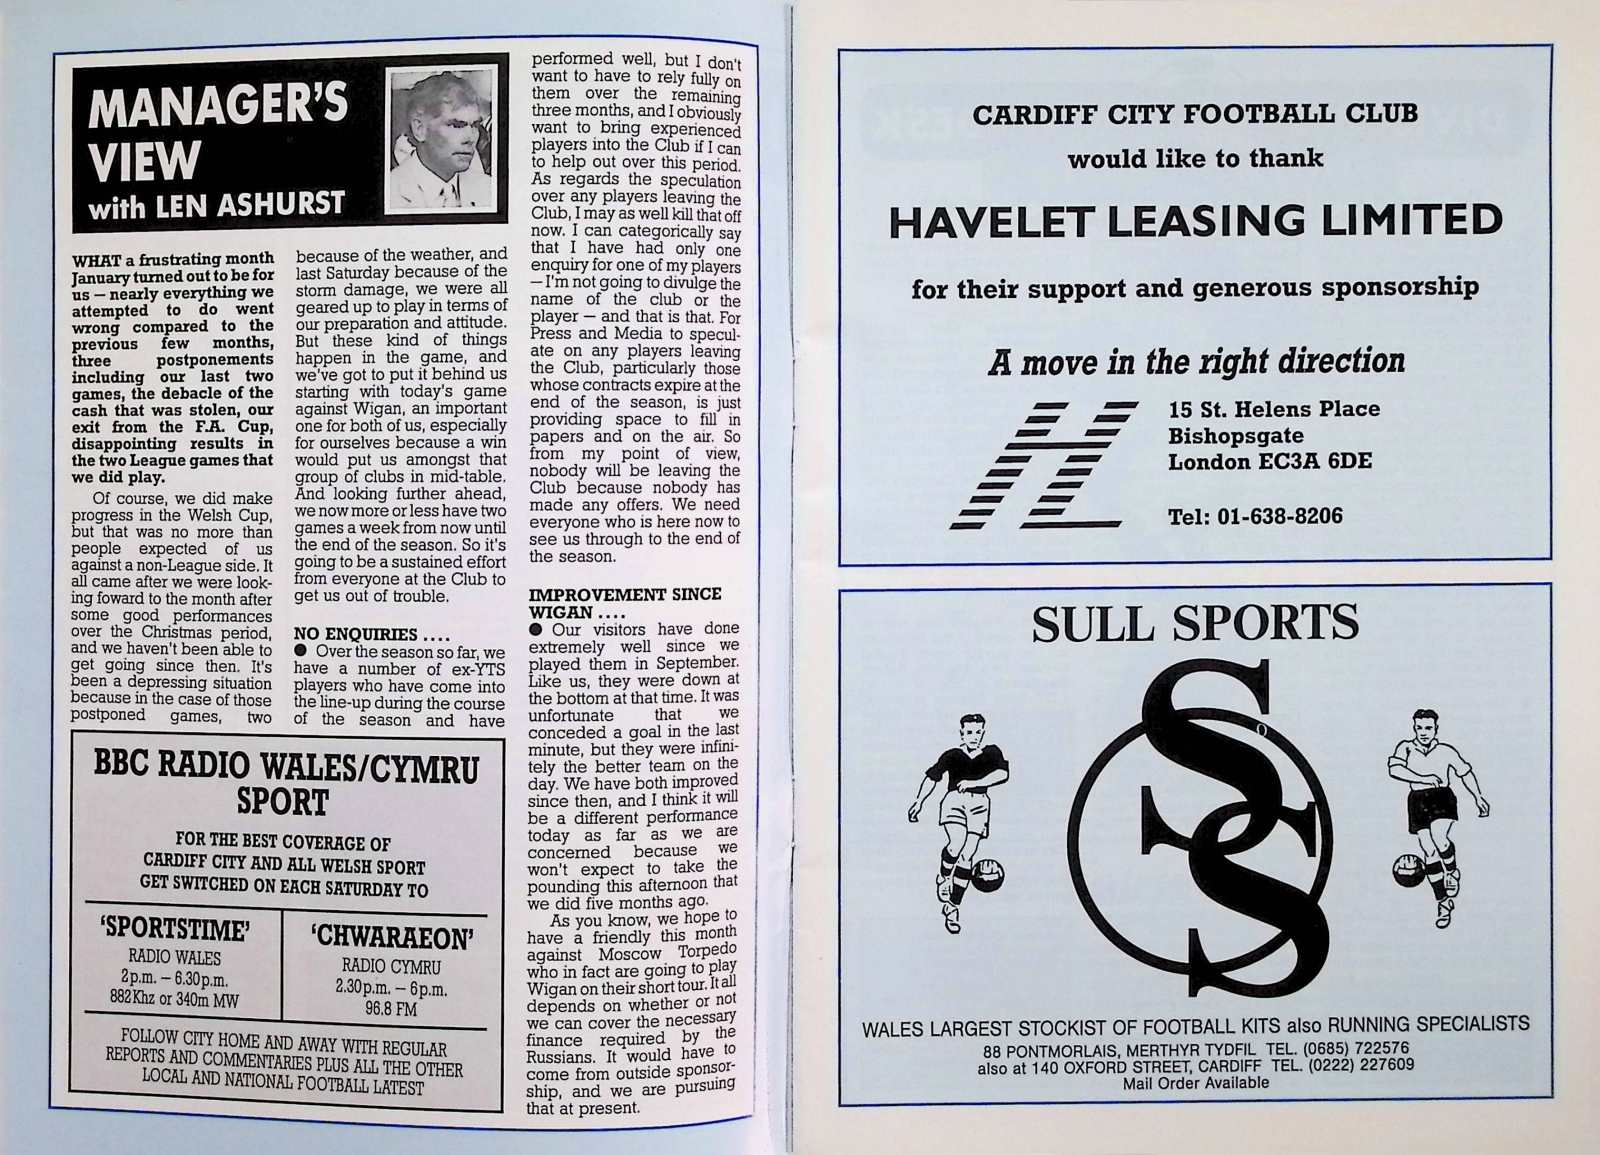 MANAGER'S
VIEW
with LEN ASHURST
WHAT a frustrating month
January turned out to be for
us — nearly everything we
attempted to do went
wrong compared to the
previous few months,
three postponements
including our last two
games, the debacle of the
cash that was stolen, our
exit from the F.A. Cup,
disappointing results in
the two League games that
we did play.
Of course, we did make
progress in the Welsh Cup,
but that was no more than
people expected of us
against a non-League side. It
all came after we were look-
ing foward to the month after
some good performances
over the Christmas period,
and we haven't been able to
get going since then. It's
been a depressing situation
because in the case of those
postponed games, two
because of the weather, and
last Saturday because of the
storm damage, we were all
geared up to play in terms of
our preparation and attitude.
But these kind of things
happen in the game, and
we've got to put it behind us
starting with today's game
against Wigan, an important
one for both of us, especially
for ourselves because a win
would put us amongst that
group of clubs in mid-table.
And looking further ahead,
we now more or less have two
games a week from now until
the end of the season. So it's
going to be a sustained effort
from everyone at the Club to
get us out of trouble.
NO ENQUIRIES ....
● Over the season so far, we
have a number of ex-YTS
players who have come into
the line-up during the course
of the season and have
performed well, but I don't
want to have to rely fully on
them over the remaining
three months, and I obviously
want to bring experienced
players into the Club if I can
to help out over this period.
As regards the speculation
over any players leaving the
Club, I may as well kill that off
now. I can categorically say
that I have had only one
enquiry for one of my players
— I'm not going to divulge the
name of the club or the
player — and that is that. For
Press and Media to specul-
ate on any players leaving
the Club, particularly those
whose contracts expire at the
end of the season, is just
providing space to fill in
papers and on the air. So
from my point of view,
nobody will be leaving the
Club because nobody has
made any offers. We need
everyone who is here now to
see us through to the end of
the season.
IMPROVEMENT SINCE
WIGAN ....
● Our visitors have done
extremely well since we
played them in September.
Like us, they were down at
the bottom at that time. It was
unfortunate that we
conceded a goal in the last
minute, but they were infini-
tely the better team on the
day. We have both improved
since then, and I think it will
be a different performance
today as far as we are
concerned because we
won't expect to take the
pounding this afternoon that
we did five months ago.
As you know, we hope to
have a friendly this month
against Moscow Torpedo
who in fact are going to play
Wigan on their short tour. It all
depends on whether or not
we can cover the necessary
finance required by the
Russians. It would have to
come from outside sponsor-
ship, and we are pursuing
that at present.
BBC RADIO WALES/CYMRU
SPORT
FOR THE BEST COVERAGE OF
CARDIFF CITY AND ALL WELSH SPORT
GET SWITCHED ON EACH SATURDAY TO
'SPORTSTIME'
RADIO WALES
2p.m. – 6.30p.m.
882Khz or 340m MW
'CHWARAEON'
RADIO CYMRU
2.30p.m. – 6p.m.
96.8 FM
FOLLOW CITY HOME AND AWAY WITH REGULAR
REPORTS AND COMMENTARIES PLUS ALL THE OTHER
LOCAL AND NATIONAL FOOTBALL LATEST
CARDIFF CITY FOOTBALL CLUB
would like to thank
HAVELET LEASING LIMITED
for their support and generous sponsorship
A move in the right direction
HL
15 St. Helens Place
Bishopsgate
London EC3A 6DE
Tel: 01-638-8206
SULL SPORTS
SS
WALES LARGEST STOCKIST OF FOOTBALL KITS also RUNNING SPECIALISTS
88 PONTMORLAIS, MERTHYR TYDFIL TEL. (0685) 722576
also at 140 OXFORD STREET, CARDIFF TEL. (0222) 227609
Mail Order Available